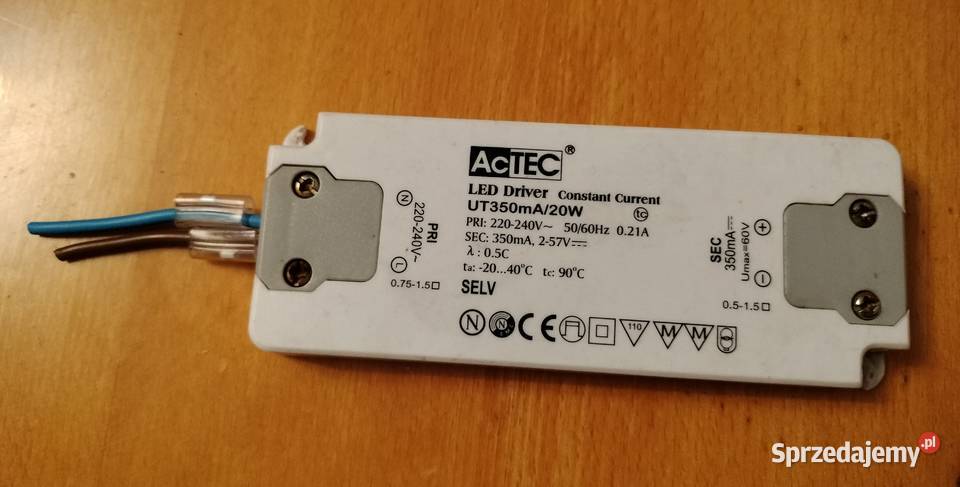 AcTEC®
LED Driver Constant Current
UT350mA/20W
tc
PRI: 220-240V~ 50/60Hz 0.21A
SEC: 350mA, 2-57V⎓
λ : 0.5C
ta: -20...40°C tc: 90°C
SELV
N N CE 110 M M
PRI
220-240V~
N
L
0.75-1.5□
SEC
350mA⎓
Umax=60V
+
−
0.5-1.5□
Sprzedajemy.pl